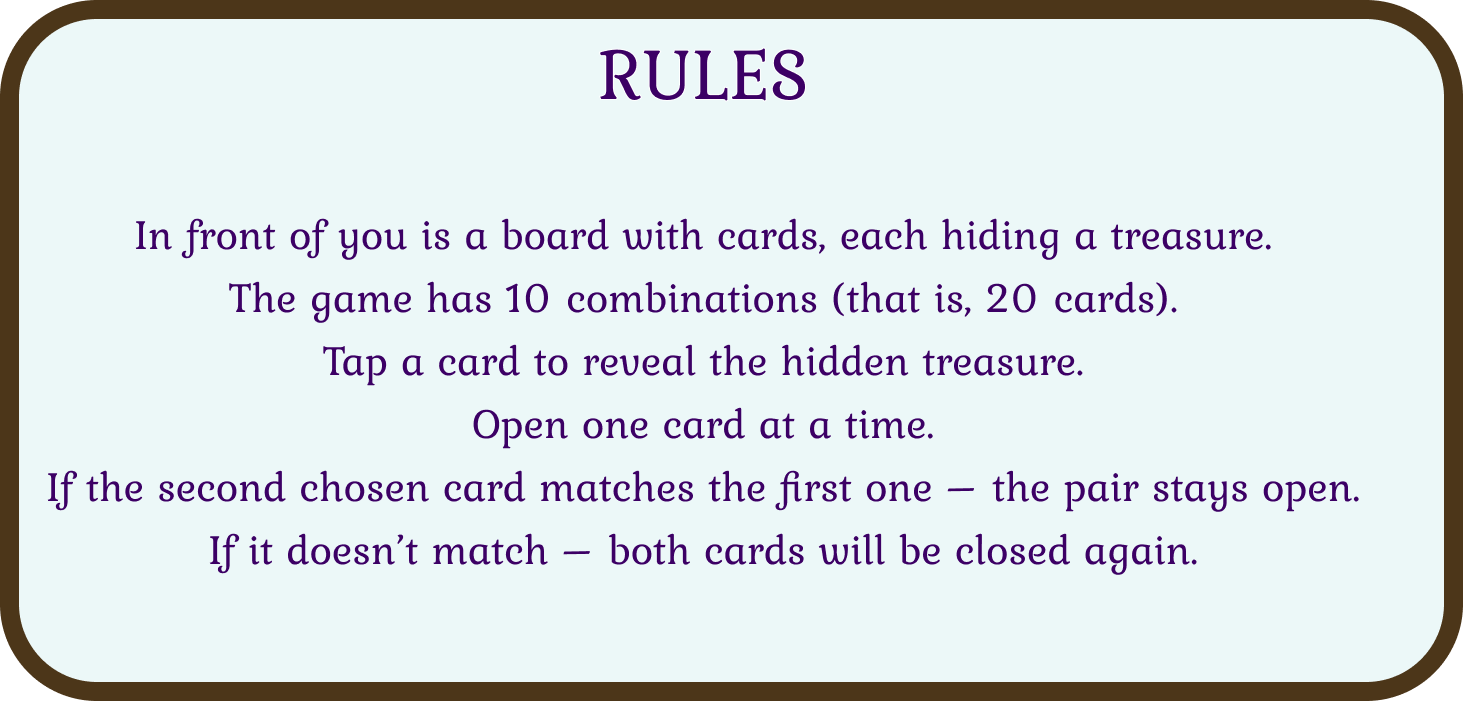 RULES
In front of you is a board with cards, each hiding a treasure.
The game has 10 combinations (that is, 20 cards).
Tap a card to reveal the hidden treasure.
Open one card at a time.
If the second chosen card matches the first one – the pair stays open.
If it doesn’t match – both cards will be closed again.